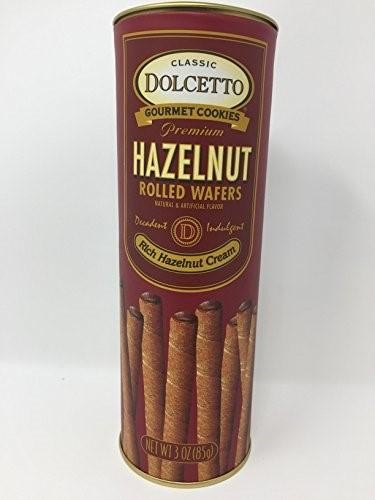 CLASSIC
DOLCETTO
GOURMET COOKIES
Premium
HAZELNUT
ROLLED WAFERS
NATURAL & ARTIFICIAL FLAVOR
Decadent D Indulgent
Rich Hazelnut Cream
NET WT 3 OZ (85g)